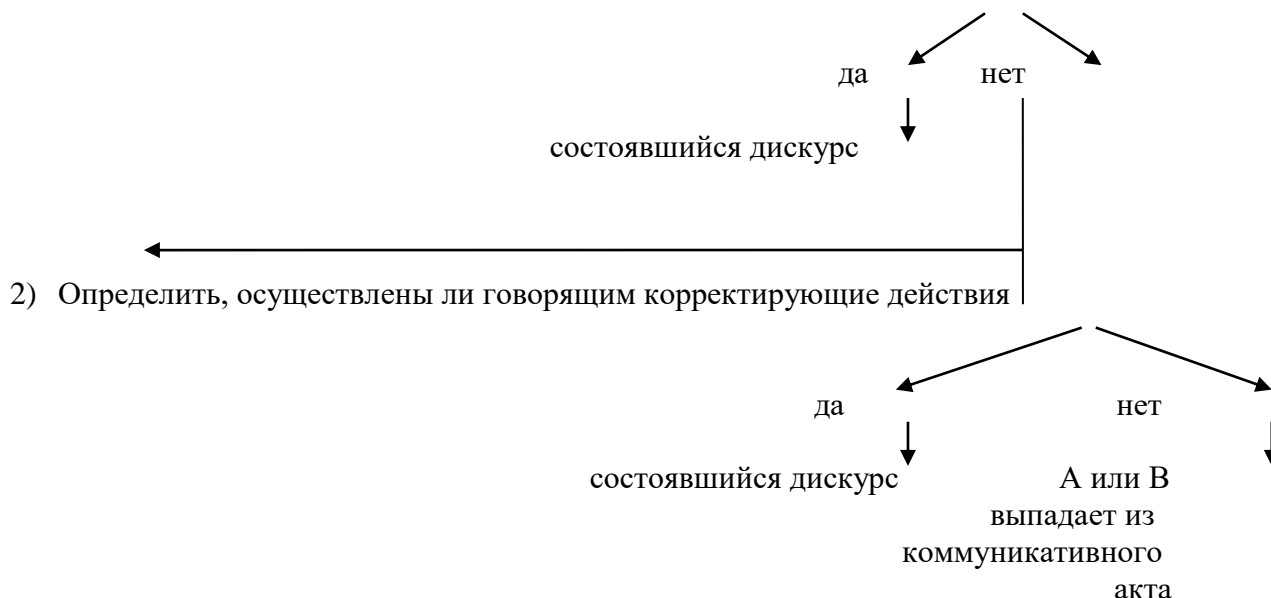 да нет
состоявшийся дискурс
2) Определить, осуществлены ли говорящим корректирующие действия
да нет
состоявшийся дискурс А или В
выпадает из
коммуникативного
акта